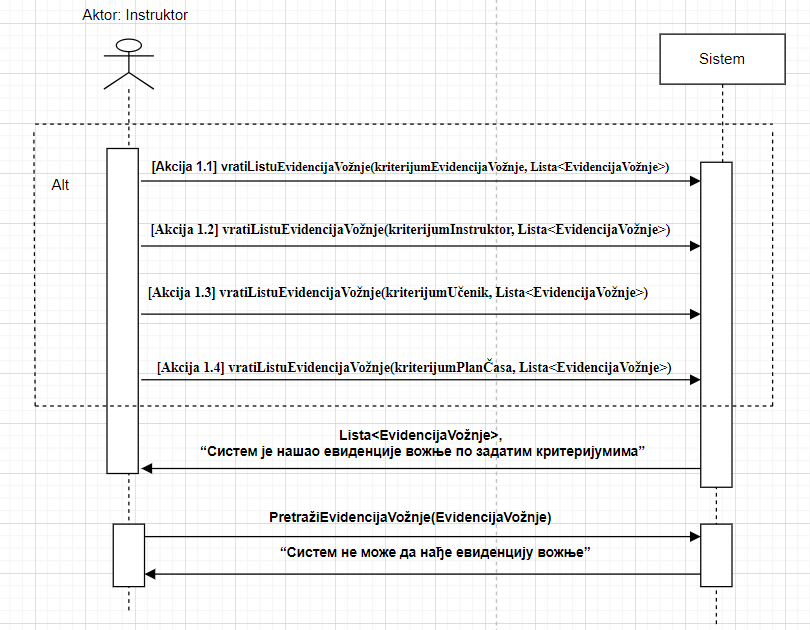 Aktor: Instruktor
Sistem
Alt
[Akcija 1.1] vratiListuEvidencijaVožnje(kriterijumEvidencijaVožnje, Lista<EvidencijaVožnje>)
[Akcija 1.2] vratiListuEvidencijaVožnje(kriterijumInstruktor, Lista<EvidencijaVožnje>)
[Akcija 1.3] vratiListuEvidencijaVožnje(kriterijumUčenik, Lista<EvidencijaVožnje>)
[Akcija 1.4] vratiListuEvidencijaVožnje(kriterijumPlanČasa, Lista<EvidencijaVožnje>)
Lista<EvidencijaVožnje>,
“Систем је нашао евиденције вожње по задатим критеријумима”
PretražiEvidencijaVožnje(EvidencijaVožnje)
“Систем не може да нађе евиденцију вожње”